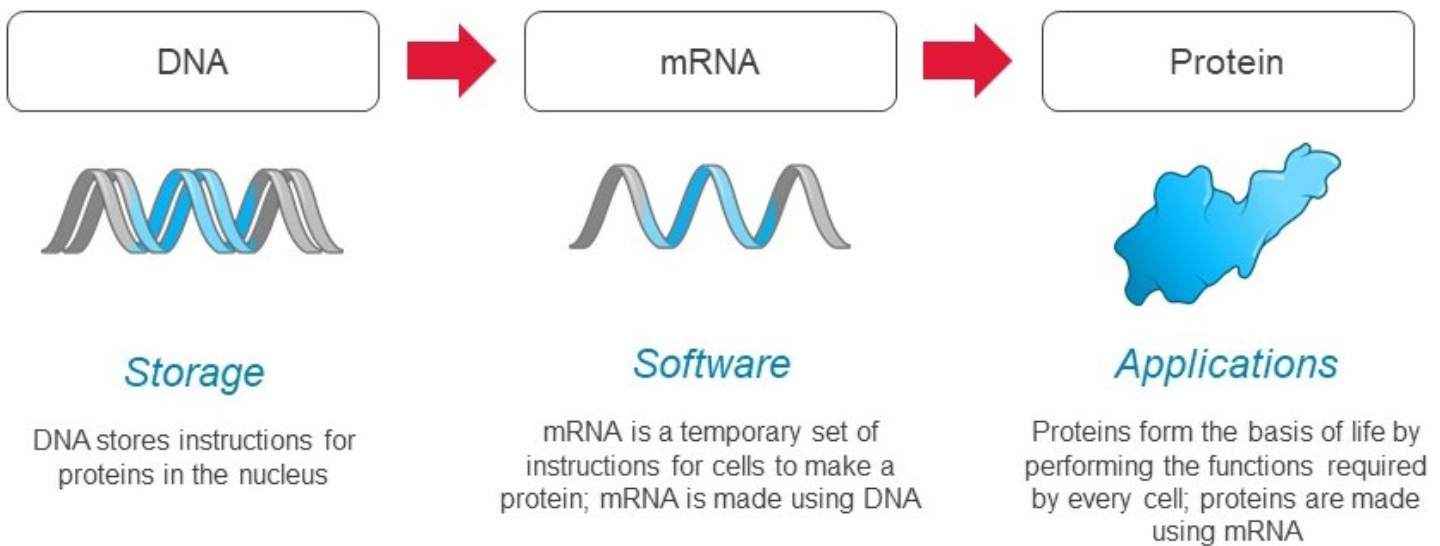 DNA
mRNA
Protein
Storage
DNA stores instructions for
proteins in the nucleus
Software
mRNA is a temporary set of
instructions for cells to make a
protein; mRNA is made using DNA
Applications
Proteins form the basis of life by
performing the functions required
by every cell; proteins are made
using mRNA